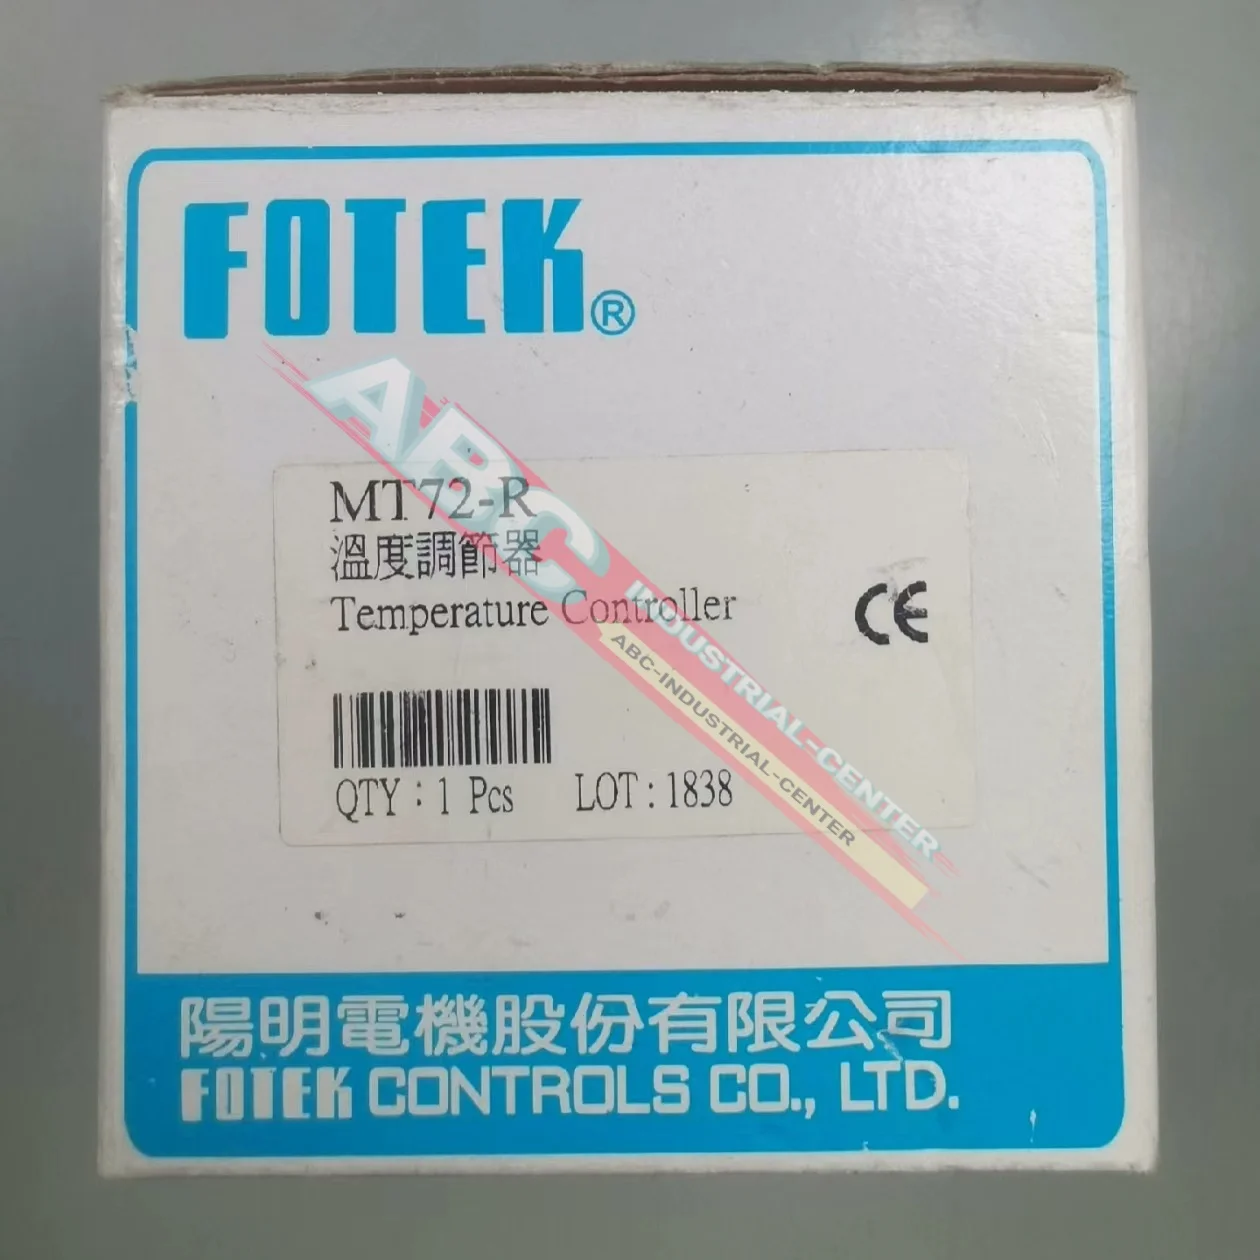 FOTEK®
ABC
INDUSTRIAL-CENTER
ABC-INDUSTRIAL-CENTER
MT72-R
溫度調節器
Temperature Controller
CE
QTY : 1 Pcs LOT : 1838
陽明電機股份有限公司
FOTEK CONTROLS CO., LTD.